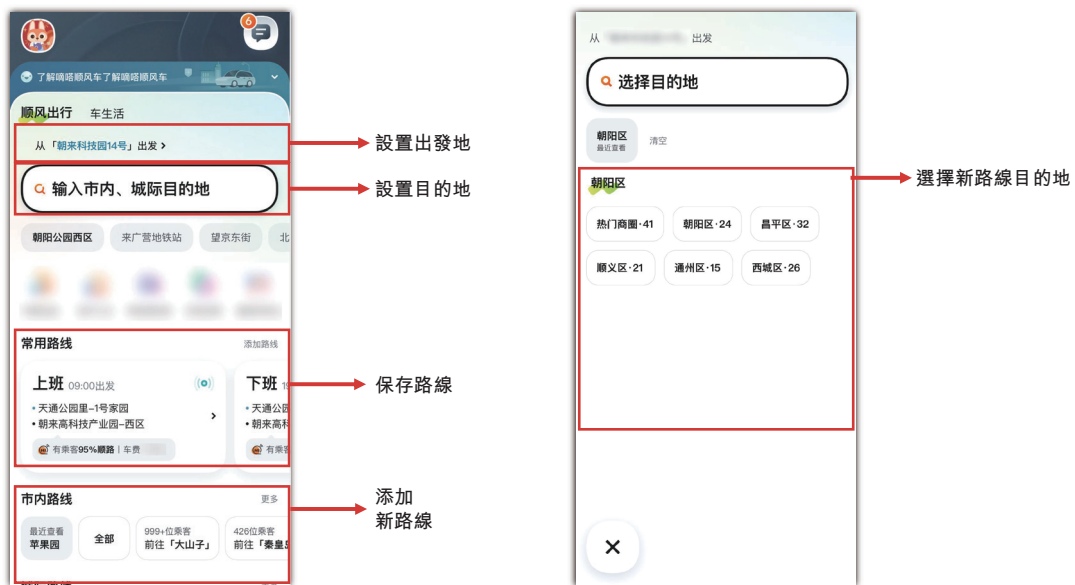 6
了解嘀嗒顺风车了解嘀嗒顺风车
顺风出行 车生活
从「朝来科技园14号」出发 >
输入市内、城际目的地
朝阳公园西区 来广营地铁站 望京东街 北
常用路线 添加路线
上班 09:00出发
• 天通公园里-1号家园
• 朝来高科技产业园-西区
有乘客95%顺路 | 车费
下班 1
• 天通公园
• 朝来高科
有乘客
市内路线 更多
最近查看
苹果园
全部
999+位乘客
前往「大山子」
426位乘客
前往「秦皇岛
設置出發地
設置目的地
保存路線
添加
新路線
从「 」出发
选择目的地
朝阳区
最近查看
清空
朝阳区
热门商圈·41 朝阳区·24 昌平区·32
顺义区·21 通州区·15 西城区·26
選擇新路線目的地